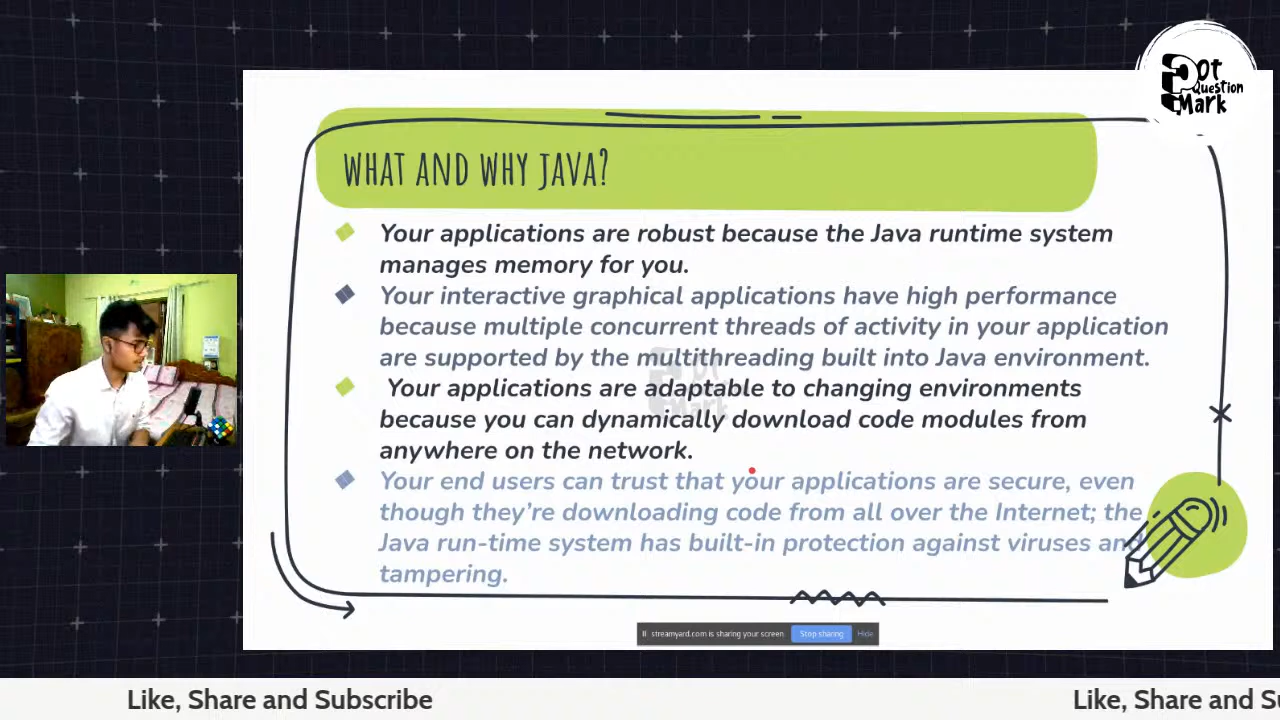 Dot
Question
Mark
WHAT AND WHY JAVA?
Your applications are robust because the Java runtime system
manages memory for you.
Your interactive graphical applications have high performance
because multiple concurrent threads of activity in your application
are supported by the multithreading built into Java environment.
Your applications are adaptable to changing environments
because you can dynamically download code modules from
anywhere on the network.
Your end users can trust that your applications are secure, even
though they’re downloading code from all over the Internet; the
Java run-time system has built-in protection against viruses and
tampering.
streamyard.com is sharing your screen. Stop sharing Hide
Like, Share and Subscribe Like, Share and Su